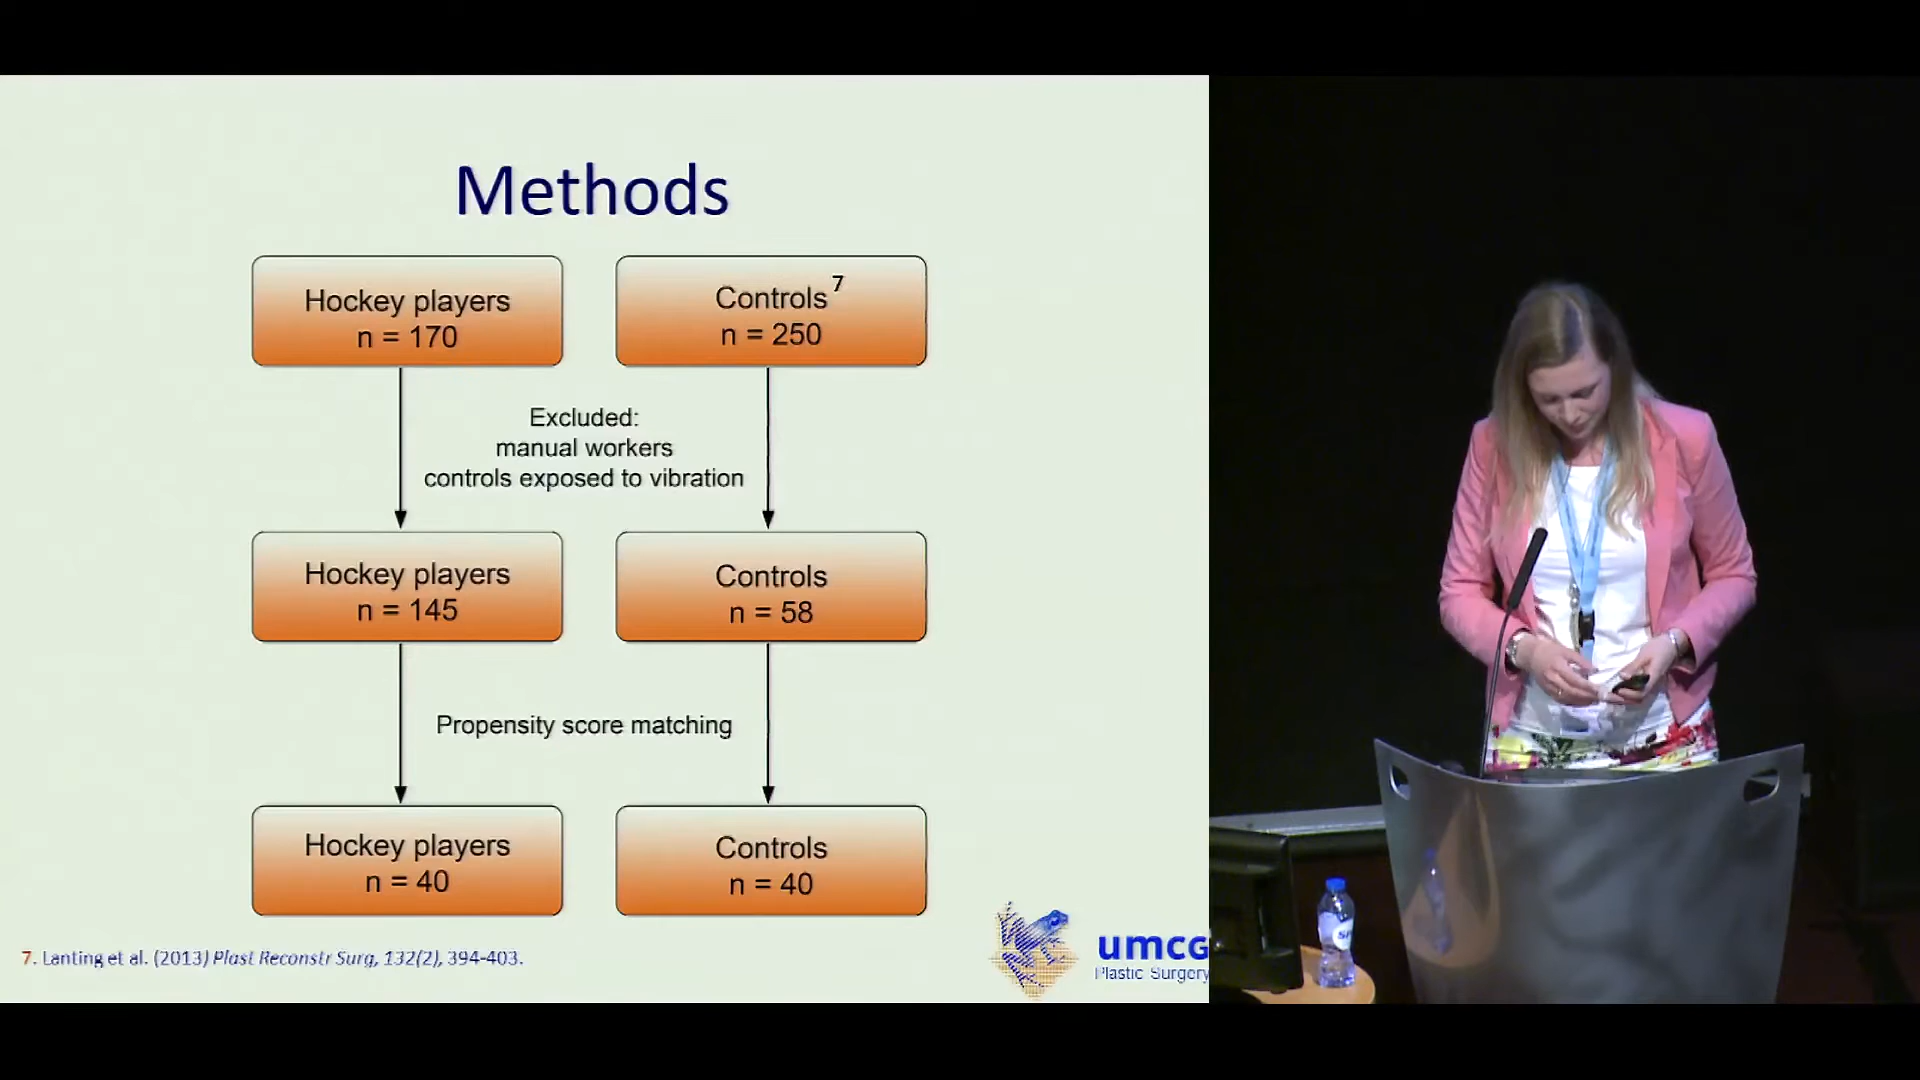 Methods
Hockey players
n = 170
Controls 7
n = 250
Excluded:
manual workers
controls exposed to vibration
Hockey players
n = 145
Controls
n = 58
Propensity score matching
Hockey players
n = 40
Controls
n = 40
7. Lanting et al. (2013) Plast Reconstr Surg, 132(2), 394-403.
umcg
Plastic Surgery